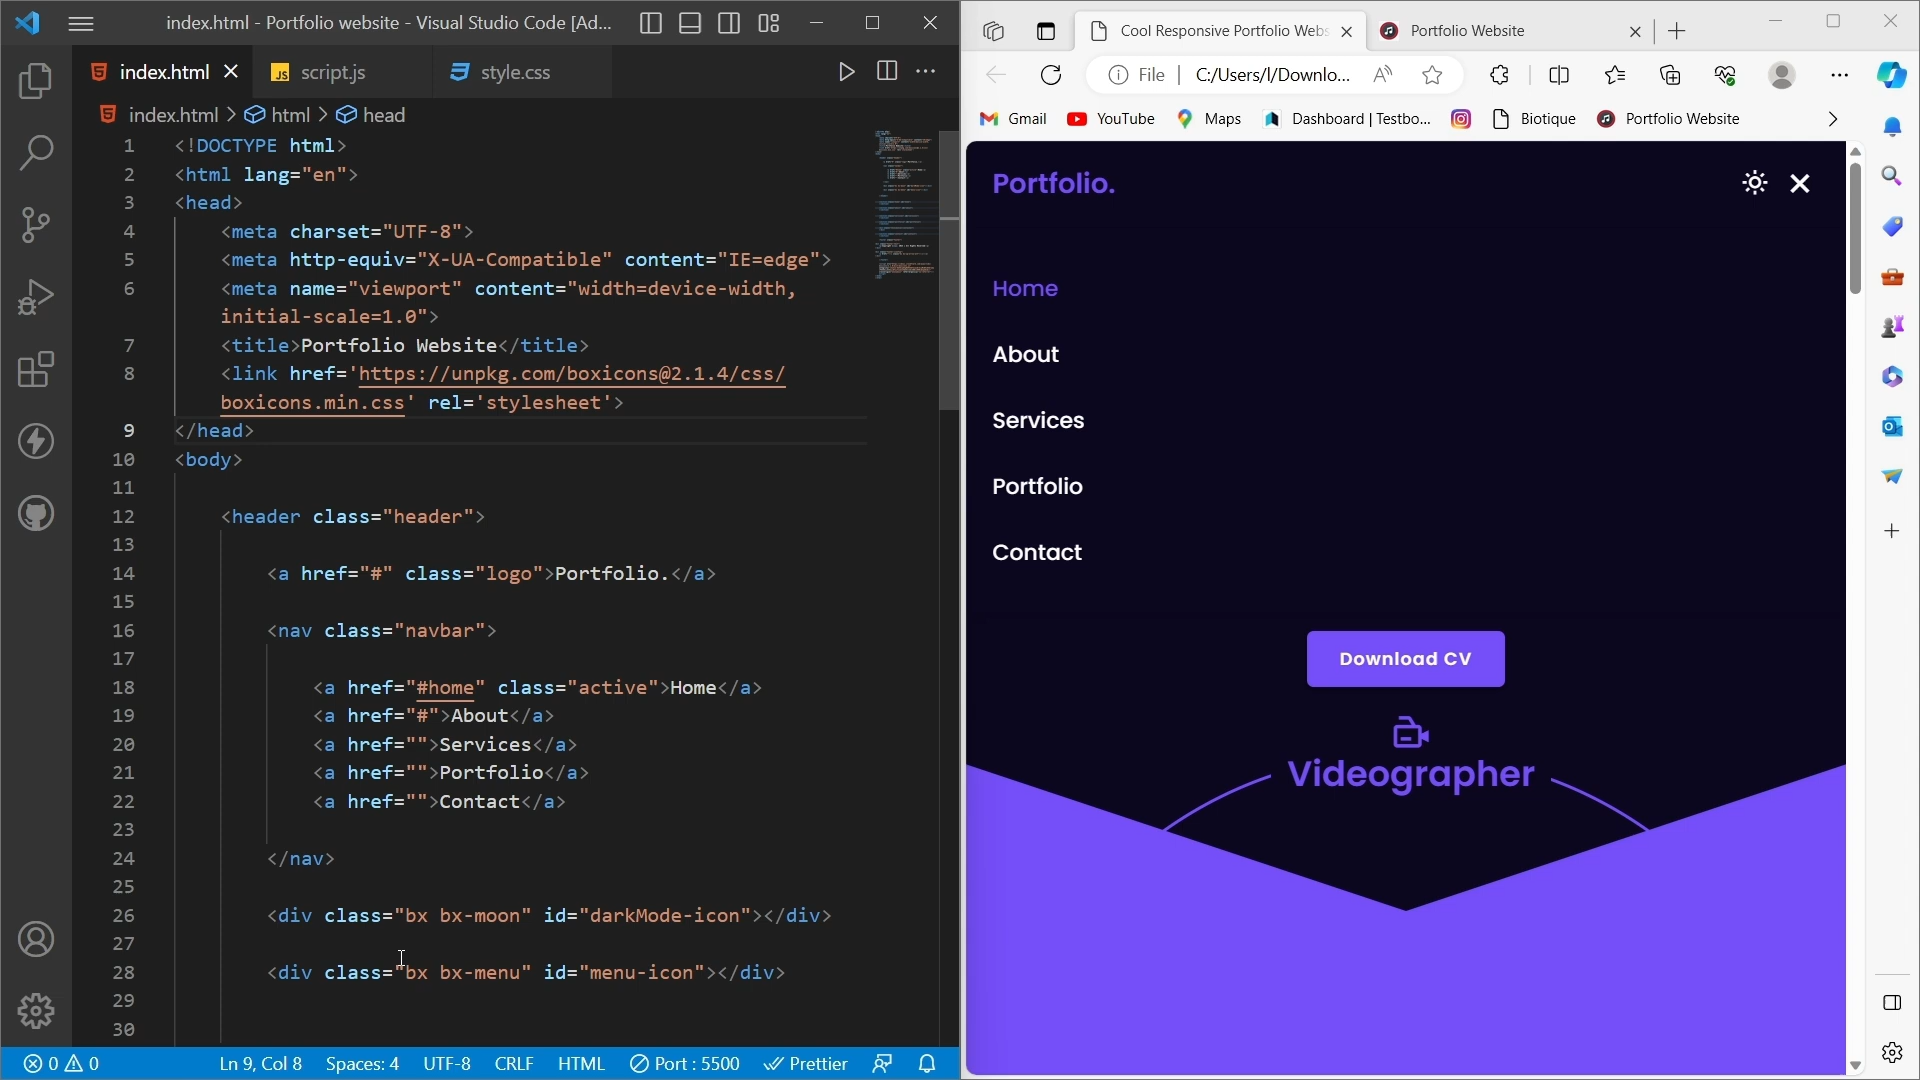 index.html - Portfolio website - Visual Studio Code [Ad...
index.html
script.js
style.css
index.html > html > head
1 <!DOCTYPE html>
2 <html lang="en">
3 <head>
4 <meta charset="UTF-8">
5 <meta http-equiv="X-UA-Compatible" content="IE=edge">
6 <meta name="viewport" content="width=device-width,
initial-scale=1.0">
7 <title>Portfolio Website</title>
8 <link href='https://unpkg.com/boxicons@2.1.4/css/
boxicons.min.css' rel='stylesheet'>
9 </head>
10 <body>
11
12 <header class="header">
13
14 <a href="#" class="logo">Portfolio.</a>
15
16 <nav class="navbar">
17
18 <a href="#home" class="active">Home</a>
19 <a href="#">About</a>
20 <a href="">Services</a>
21 <a href="">Portfolio</a>
22 <a href="">Contact</a>
23
24 </nav>
25
26 <div class="bx bx-moon" id="darkMode-icon"></div>
27
28 <div class="bx bx-menu" id="menu-icon"></div>
29
30
0 0 Ln 9, Col 8 Spaces: 4 UTF-8 CRLF HTML Port : 5500 Prettier
Cool Responsive Portfolio Webs
Portfolio Website
File C:/Users/l/Downlo...
Gmail YouTube Maps Dashboard | Testbo... Biotique Portfolio Website
Portfolio.
Home
About
Services
Portfolio
Contact
Download CV
Videographer